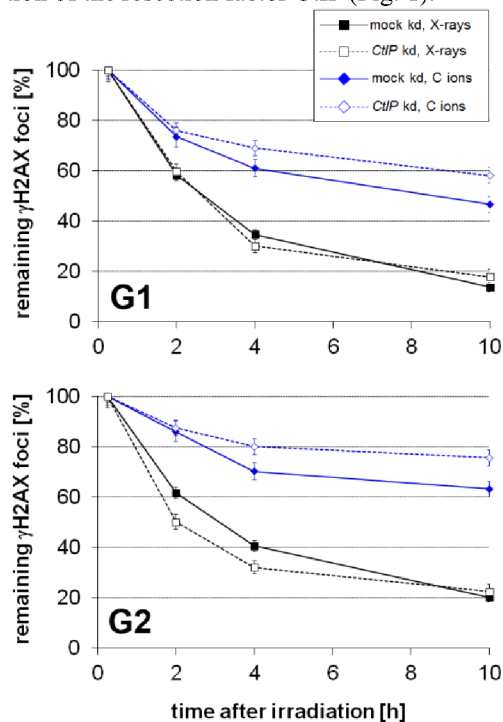 mock kd, X-rays
CtIP kd, X-rays
mock kd, C ions
CtIP kd, C ions
remaining γH2AX foci [%]
100
80
60
40
20
0
G1
0 2 4 6 8 10
remaining γH2AX foci [%]
100
80
60
40
20
0
G2
0 2 4 6 8 10
time after irradiation [h]